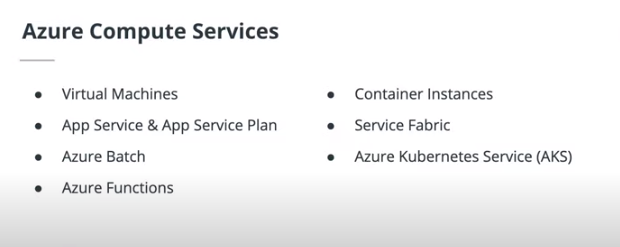 Azure Compute Services
● Virtual Machines
● App Service & App Service Plan
● Azure Batch
● Azure Functions
● Container Instances
● Service Fabric
● Azure Kubernetes Service (AKS)